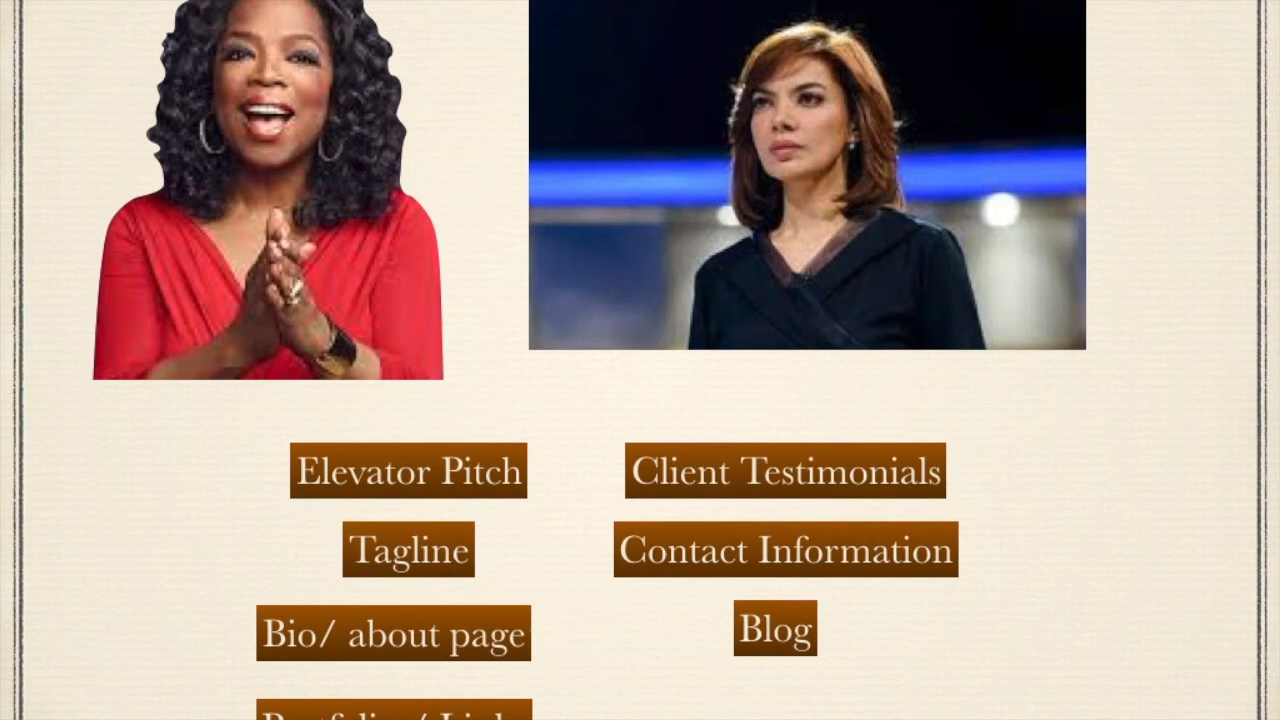 Elevator Pitch
Tagline
Bio/ about page
Client Testimonials
Contact Information
Blog